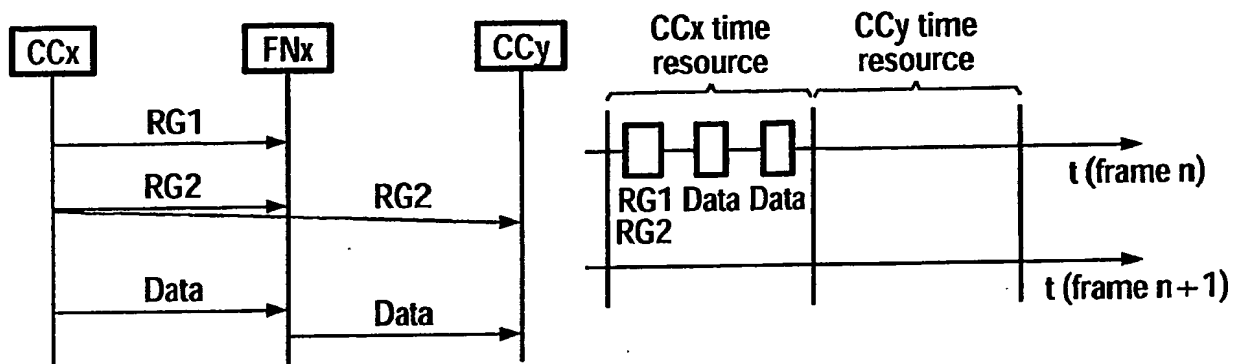 CCx
FNx
CCy
RG1
RG2
RG2
Data
Data
CCx time
resource
CCy time
resource
RG1 Data Data
RG2
t (frame n)
t (frame n+1)